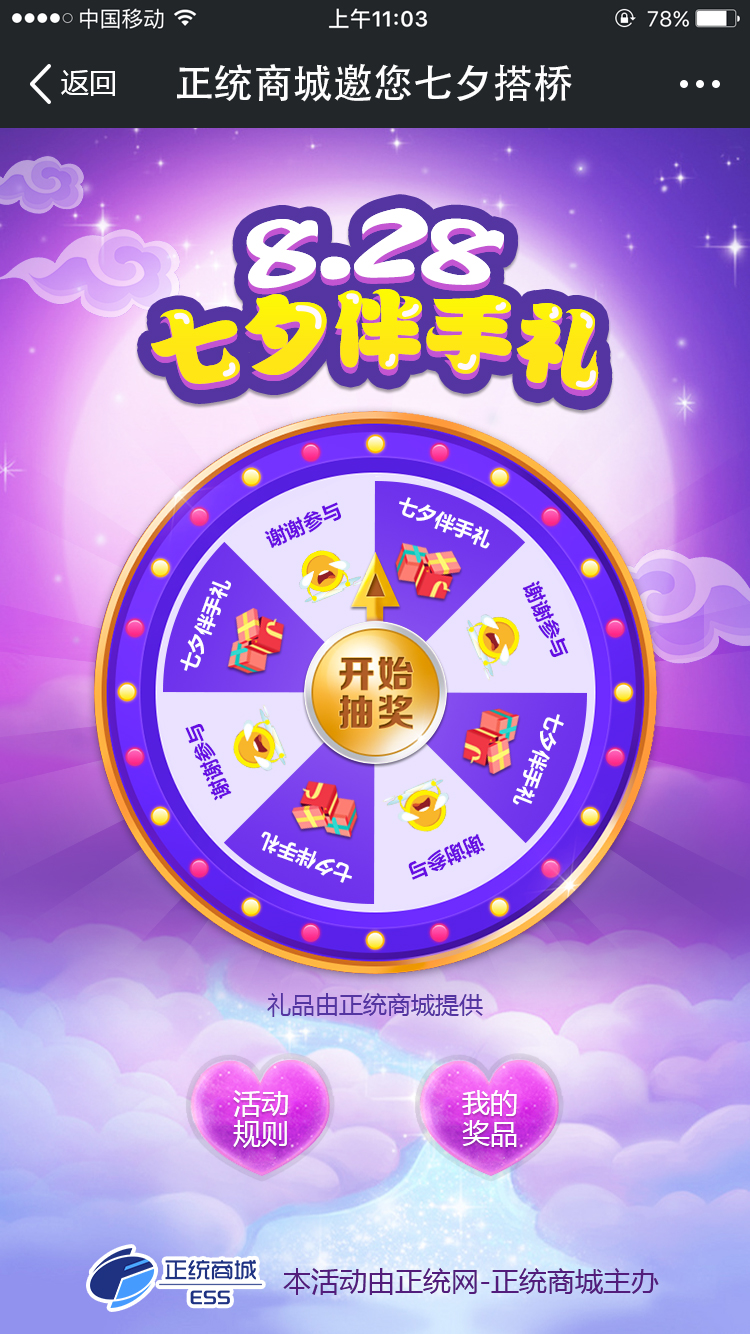 中国移动
上午11:03
78%
返回
正统商城邀您七夕搭桥
8.28
七夕伴手礼
谢谢参与
七夕伴手礼
七夕伴手礼
谢谢参与
开始
抽奖
谢谢参与
七夕伴手礼
七夕伴手礼
谢谢参与
礼品由正统商城提供
活动
规则
我的
奖品
正统商城
ESS
本活动由正统网-正统商城主办